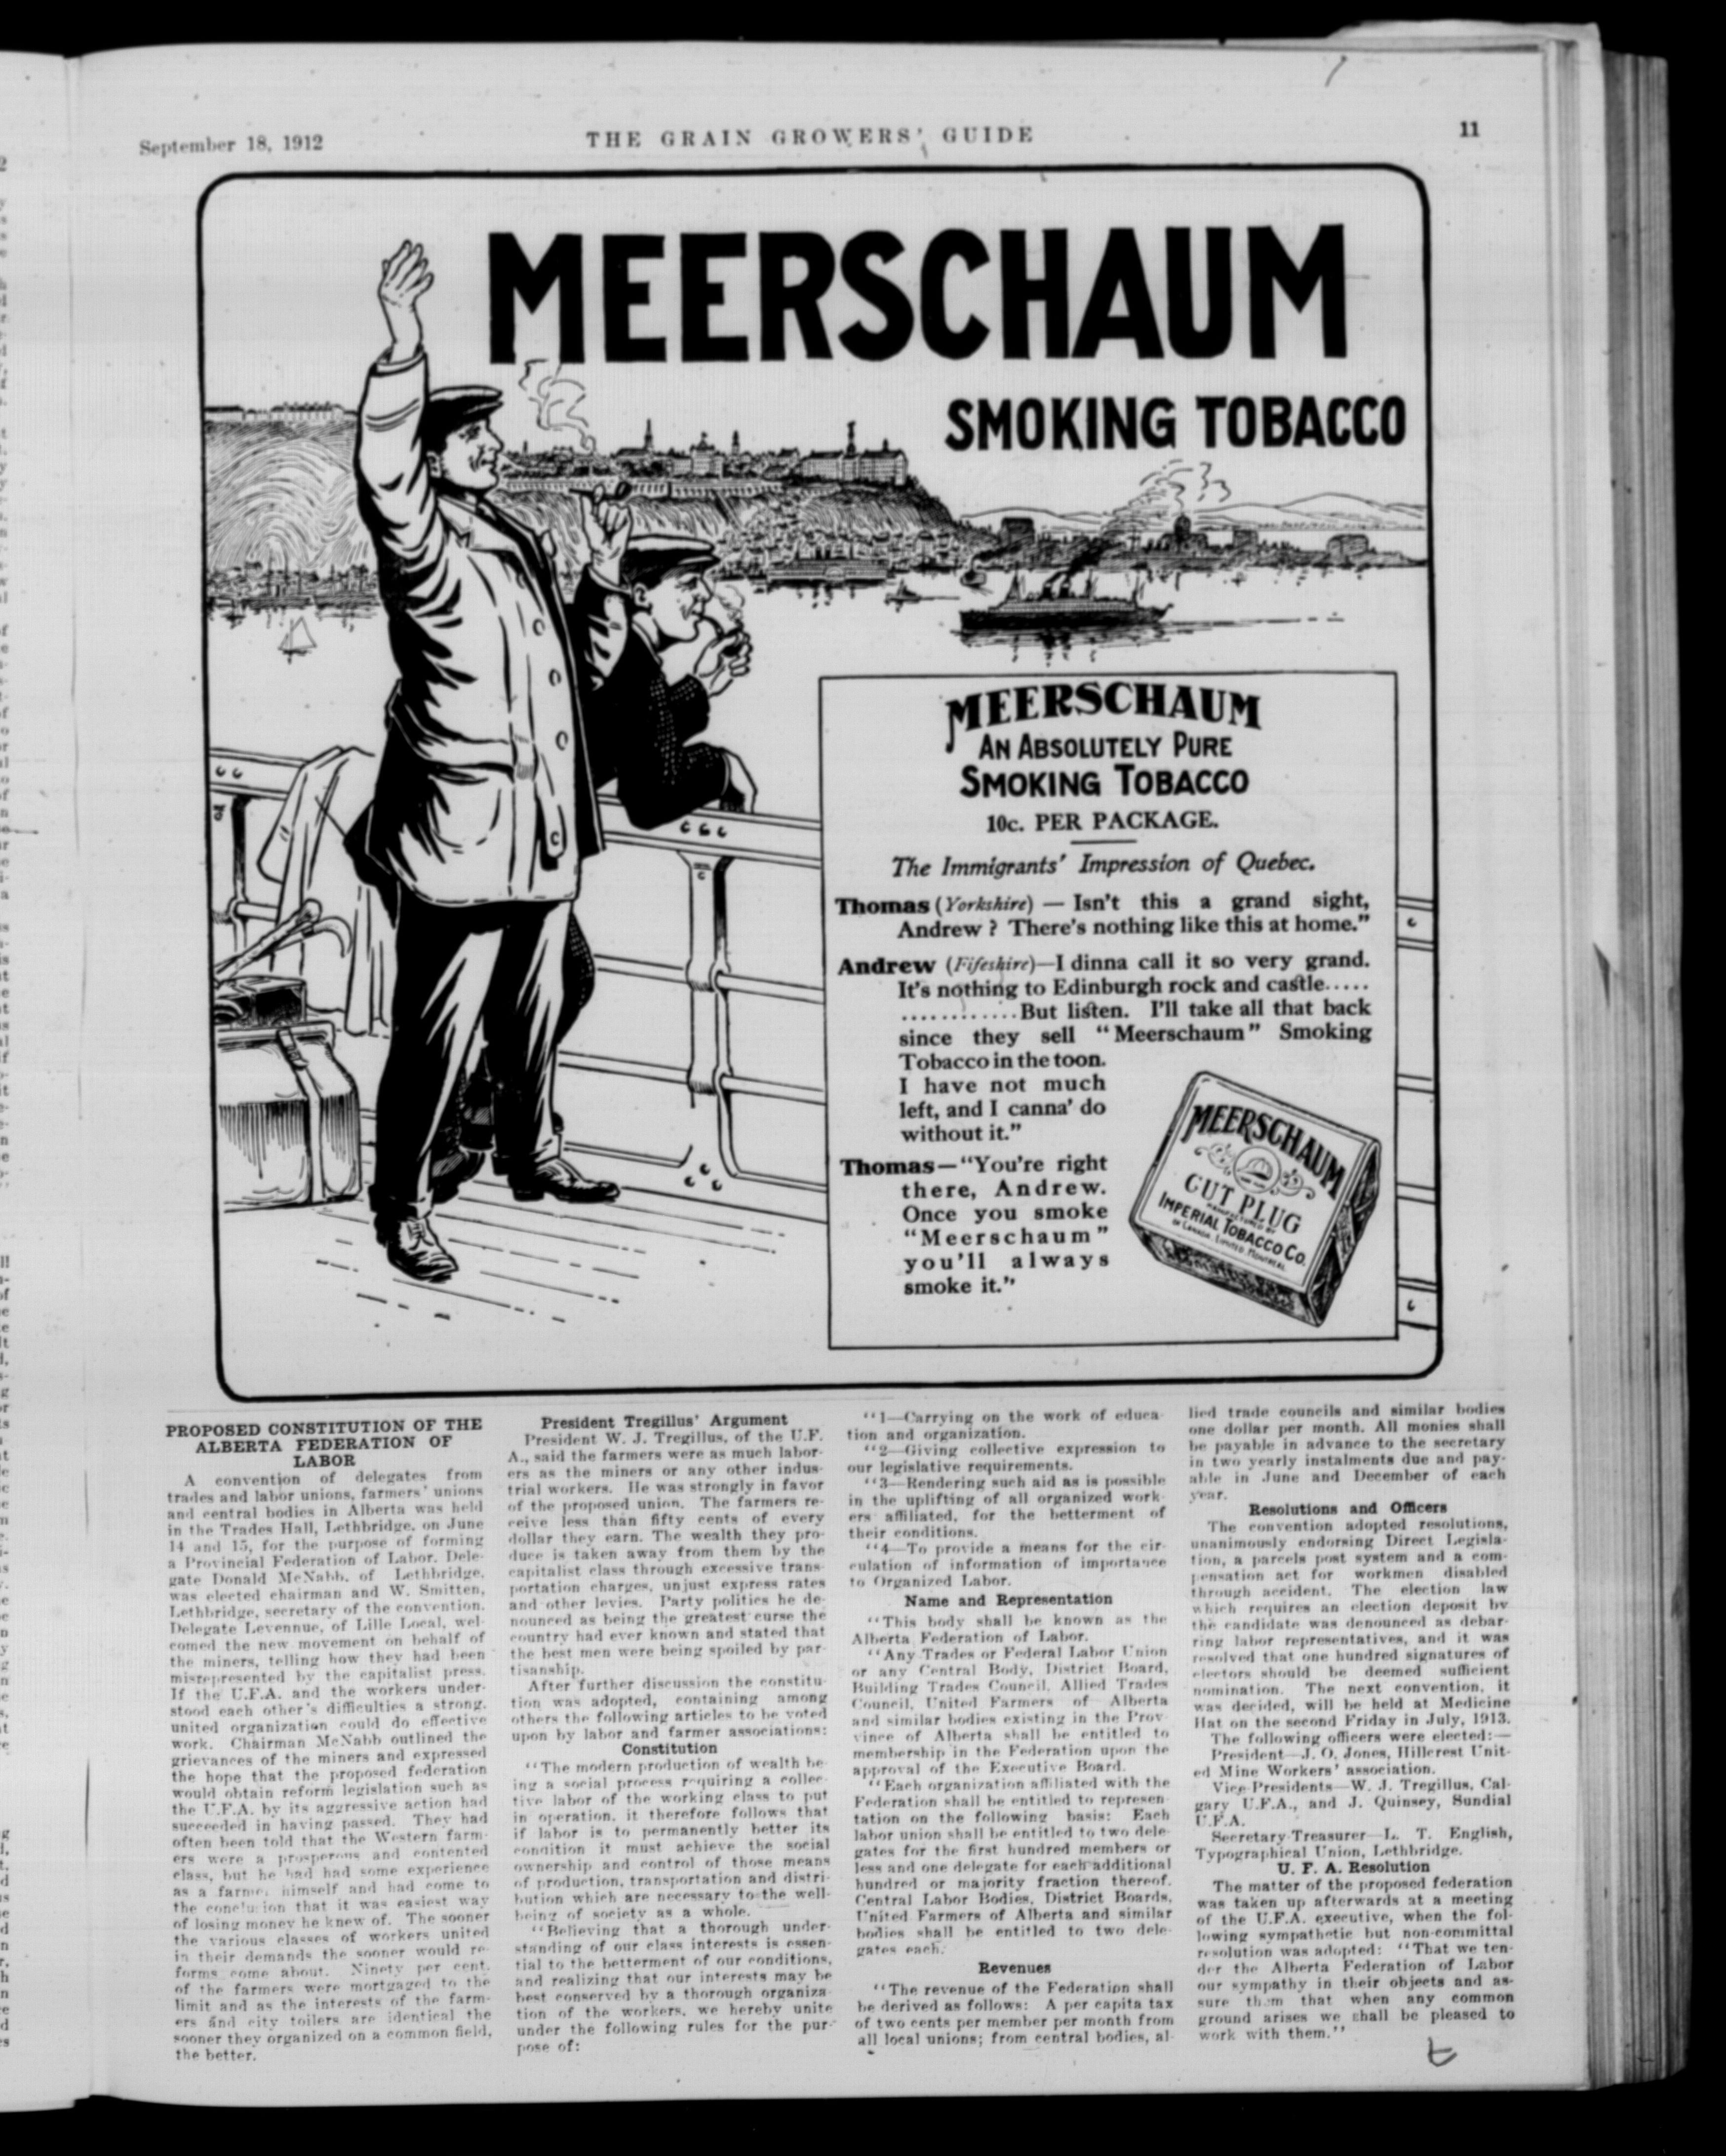 September 18, 1912
THE GRAIN GROWERS' GUIDE
11
MEERSCHAUM
SMOKING TOBACCO
MEERSCHAUM
AN ABSOLUTELY PURE
SMOKING TOBACCO
10c. PER PACKAGE.
The Immigrants' Impression of Quebec.
Thomas (Yorkshire) — Isn't this a grand sight,
Andrew ? There's nothing like this at home."
Andrew (Fifeshire)—I dinna call it so very grand.
It's nothing to Edinburgh rock and castle.....
............But listen. I'll take all that back
since they sell "Meerschaum" Smoking
Tobacco in the toon.
I have not much
left, and I canna' do
without it."
Thomas—"You're right
there, Andrew.
Once you smoke
"Meerschaum"
you'll always
smoke it."
MEERSCHAUM
CUT PLUG
MANUFACTURED BY
IMPERIAL TOBACCO CO.
OF CANADA, LIMITED. MONTREAL
PROPOSED CONSTITUTION OF THE
ALBERTA FEDERATION OF
LABOR
A convention of delegates from
trades and labor unions, farmers' unions
and central bodies in Alberta was held
in the Trades Hall, Lethbridge, on June
14 and 15, for the purpose of forming
a Provincial Federation of Labor. Dele-
gate Donald McNabb, of Lethbridge,
was elected chairman and W. Smitten,
Lethbridge, secretary of the convention.
Delegate Levennue, of Lille Local, wel-
comed the new movement on behalf of
the miners, telling how they had been
misrepresented by the capitalist press.
If the U.F.A. and the workers under-
stood each other's difficulties a strong,
united organization could do effective
work. Chairman McNabb outlined the
grievances of the miners and expressed
the hope that the proposed federation
would obtain reform legislation such as
the U.F.A. by its aggressive action had
succeeded in having passed. They had
often been told that the Western farm-
ers were a prosperous and contented
class, but he had had some experience
as a farmer himself and had come to
the conclusion that it was easiest way
of losing money he knew of. The sooner
the various classes of workers united
in their demands the sooner would re-
forms come about. Ninety per cent.
of the farmers were mortgaged to the
limit and as the interests of the farm-
ers and city toilers are identical the
sooner they organized on a common field,
the better.
President Tregillus' Argument
President W. J. Tregillus, of the U.F.
A., said the farmers were as much labor-
ers as the miners or any other indus-
trial workers. He was strongly in favor
of the proposed union. The farmers re-
ceive less than fifty cents of every
dollar they earn. The wealth they pro-
duce is taken away from them by the
capitalist class through excessive trans-
portation charges, unjust express rates
and other levies. Party politics he de-
nounced as being the greatest curse the
country had ever known and stated that
the best men were being spoiled by par-
tisanship.
After further discussion the constitu-
tion was adopted, containing among
others the following articles to be voted
upon by labor and farmer associations:
Constitution
"The modern production of wealth be-
ing a social process requiring a collec-
tive labor of the working class to put
in operation, it therefore follows that
if labor is to permanently better its
condition it must achieve the social
ownership and control of those means
of production, transportation and distri-
bution which are necessary to the well-
being of society as a whole.
"Believing that a thorough under-
standing of our class interests is essen-
tial to the betterment of our conditions,
and realizing that our interests may be
best conserved by a thorough organiza-
tion of the workers, we hereby unite
under the following rules for the pur-
pose of:
"1—Carrying on the work of educa-
tion and organization.
"2—Giving collective expression to
our legislative requirements.
"3—Rendering such aid as is possible
in the uplifting of all organized work-
ers affiliated, for the betterment of
their conditions.
"4—To provide a means for the cir-
culation of information of importance
to Organized Labor.
Name and Representation
"This body shall be known as the
Alberta Federation of Labor.
"Any Trades or Federal Labor Union
or any Central Body, District Board,
Building Trades Council, Allied Trades
Council, United Farmers of Alberta
and similar bodies existing in the Prov-
vince of Alberta shall be entitled to
membership in the Federation upon the
approval of the Executive Board.
"Each organization affiliated with the
Federation shall be entitled to represen-
tation on the following basis: Each
labor union shall be entitled to two dele-
gates for the first hundred members or
less and one delegate for each additional
hundred or majority fraction thereof.
Central Labor Bodies, District Boards,
United Farmers of Alberta and similar
bodies shall be entitled to two dele-
gates each.
Revenues
"The revenue of the Federation shall
be derived as follows: A per capita tax
of two cents per member per month from
all local unions; from central bodies, al-
lied trade councils and similar bodies
one dollar per month. All monies shall
be payable in advance to the secretary
in two yearly instalments due and pay-
able in June and December of each
year.
Resolutions and Officers
The convention adopted resolutions,
unanimously endorsing Direct Legisla-
tion, a parcels post system and a com-
pensation act for workmen disabled
through accident. The election law
which requires an election deposit by
the candidate was denounced as debar-
ring labor representatives, and it was
resolved that one hundred signatures of
electors should be deemed sufficient
nomination. The next convention, it
was decided, will be held at Medicine
Hat on the second Friday in July, 1913.
The following officers were elected:—
President—J. O. Jones, Hillcrest Unit-
ed Mine Workers' association.
Vice-Presidents—W. J. Tregillus, Cal-
gary U.F.A., and J. Quinsey, Sundial
U.F.A.
Secretary-Treasurer—L. T. English,
Typographical Union, Lethbridge.
U. F. A. Resolution
The matter of the proposed federation
was taken up afterwards at a meeting
of the U.F.A. executive, when the fol-
lowing sympathetic but non-committal
resolution was adopted: "That we ten-
der the Alberta Federation of Labor
our sympathy in their objects and as-
sure them that when any common
ground arises we shall be pleased to
work with them."